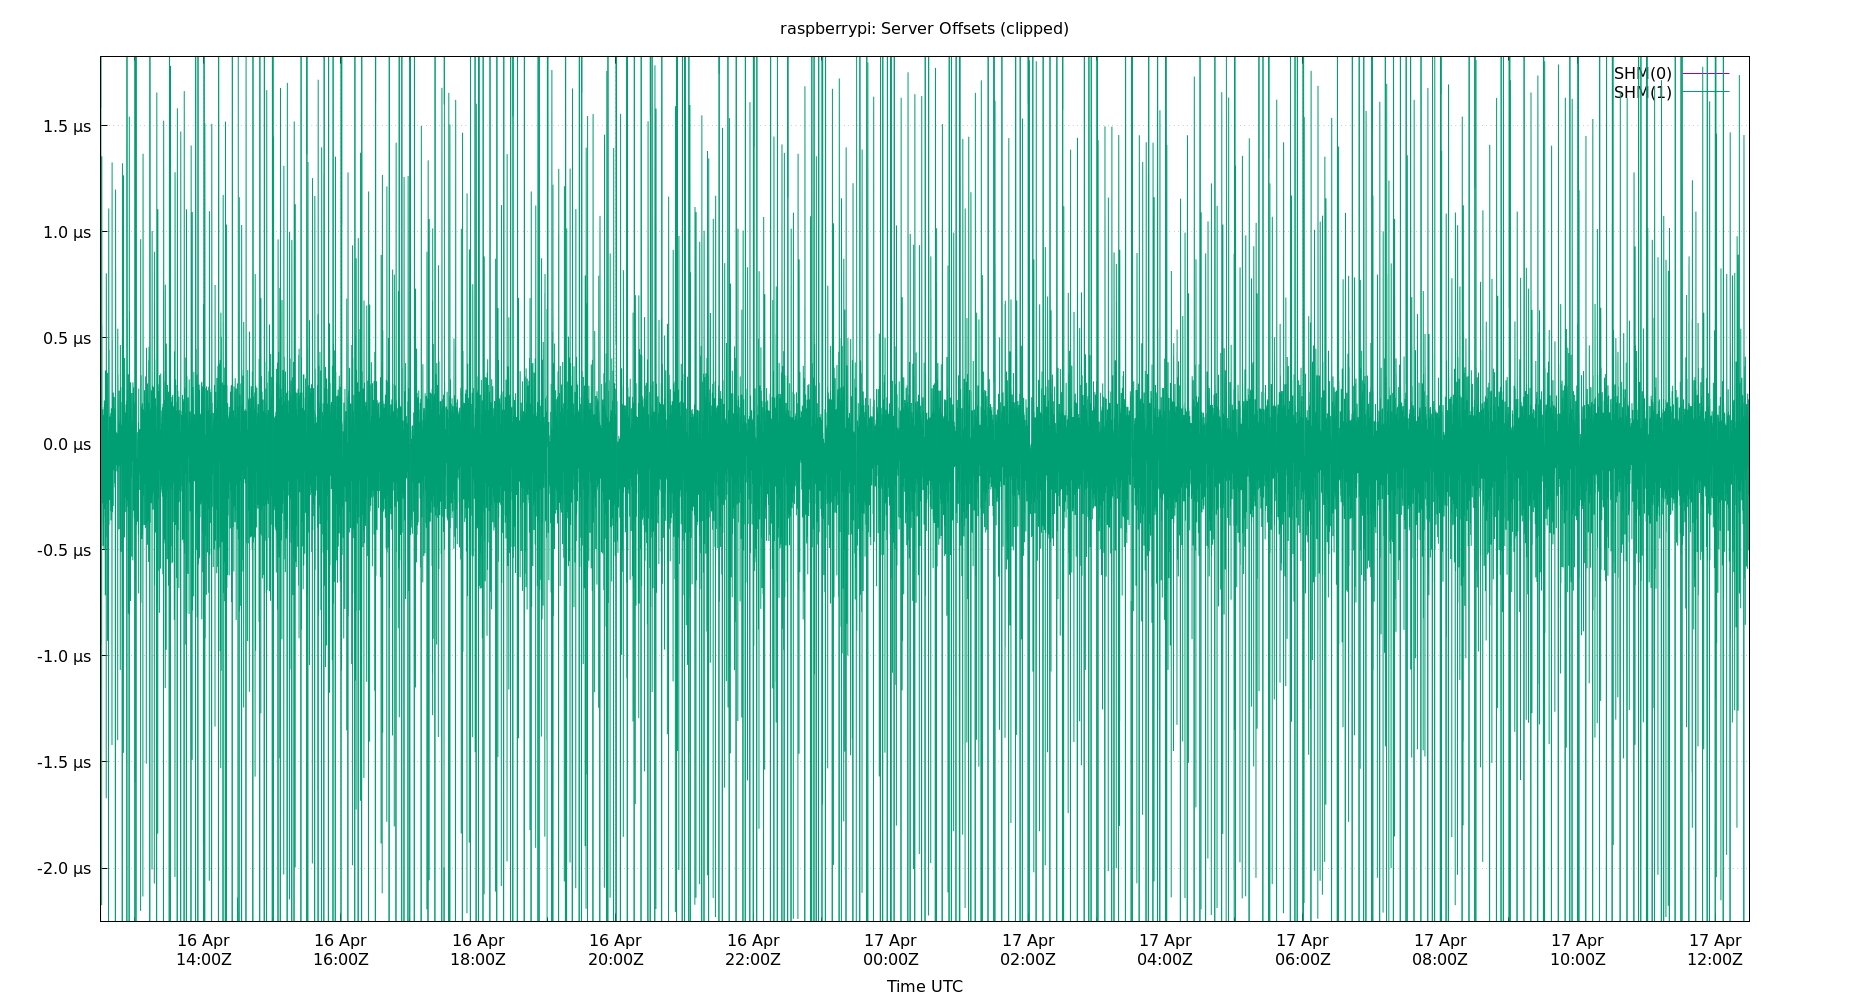 raspberrypi: Server Offsets (clipped)
SHM(0)
SHM(1)
1.5 µs
1.0 µs
0.5 µs
0.0 µs
-0.5 µs
-1.0 µs
-1.5 µs
-2.0 µs
16 Apr 16 Apr 16 Apr 16 Apr 16 Apr 17 Apr 17 Apr 17 Apr 17 Apr 17 Apr 17 Apr 17 Apr
14:00Z 16:00Z 18:00Z 20:00Z 22:00Z 00:00Z 02:00Z 04:00Z 06:00Z 08:00Z 10:00Z 12:00Z
Time UTC